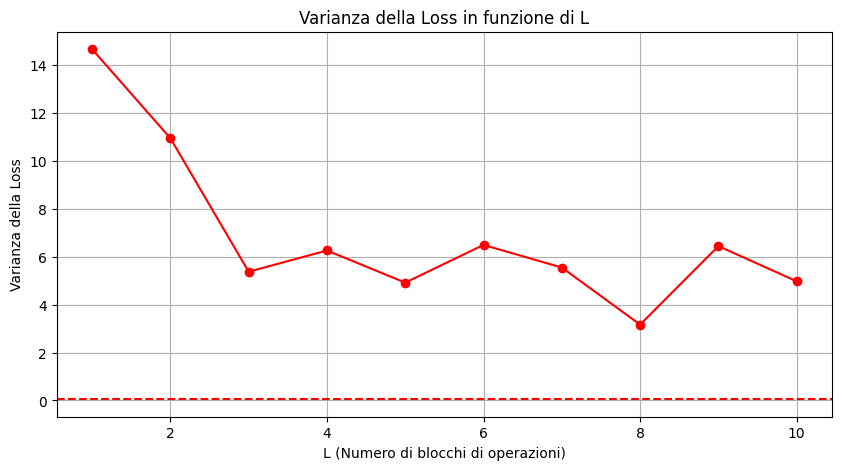 Varianza della Loss in funzione di L
Varianza della Loss
14
12
10
8
6
4
2
0
2 4 6 8 10
L (Numero di blocchi di operazioni)